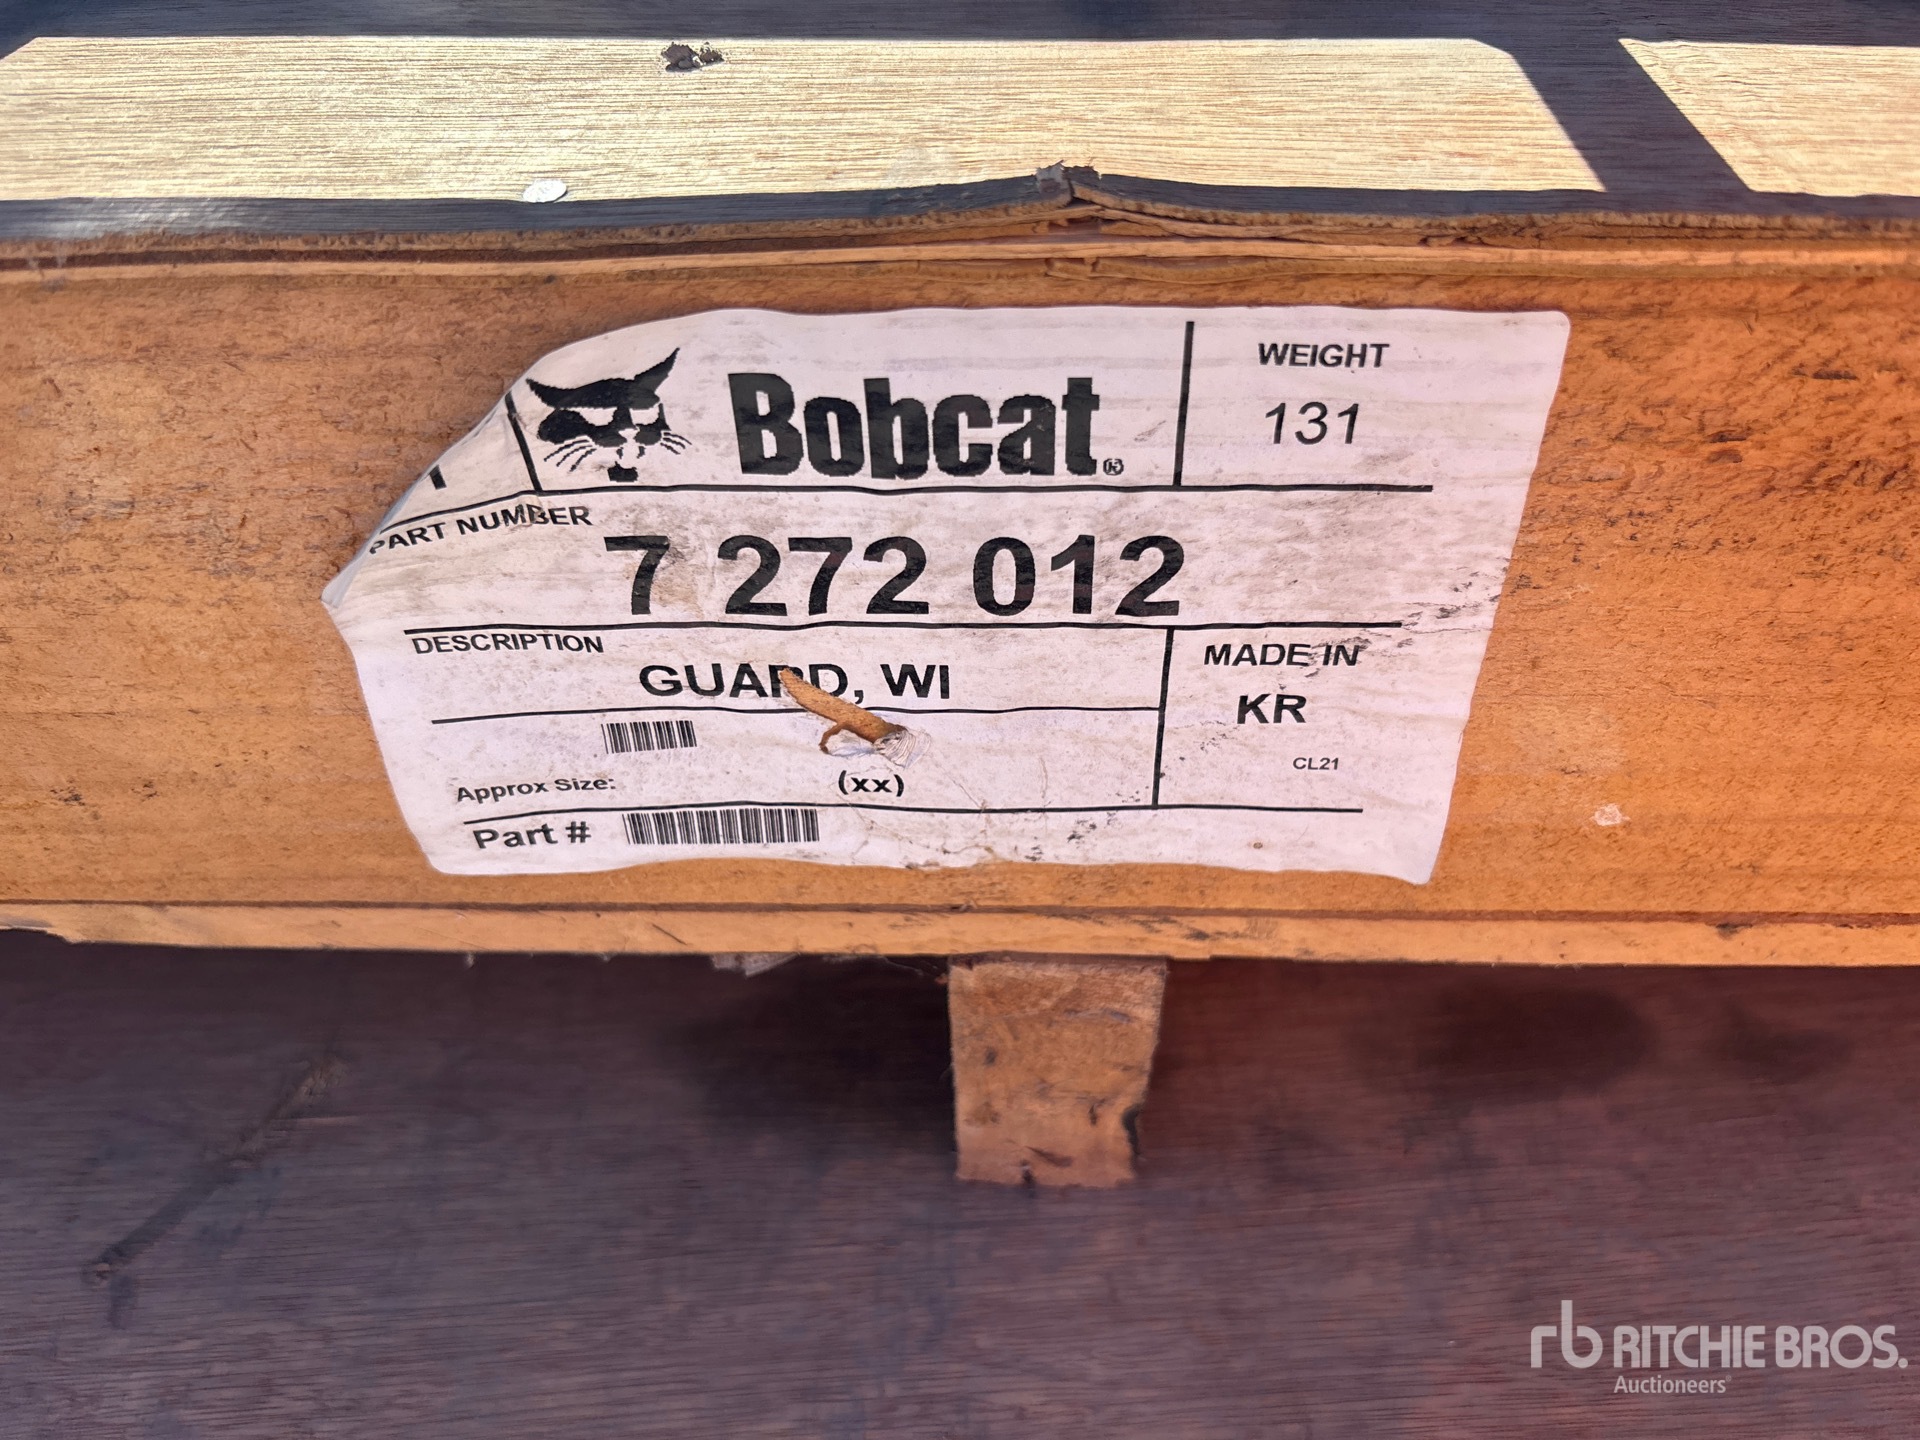 Bobcat®
WEIGHT
131
PART NUMBER
7 272 012
DESCRIPTION
GUARD, WI
MADE IN
KR
CL21
Approx Size:
(xx)
Part #
rb RITCHIE BROS.
Auctioneers